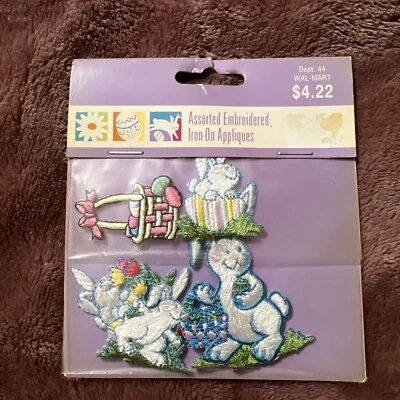 Dept. 44
WAL-MART
$4.22
Assorted Embroidered,
Iron-On Appliques